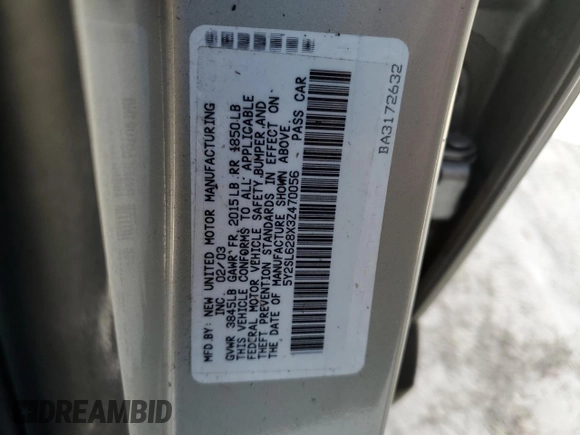 MFD.BY: NEW UNITED MOTOR MANUFACTURING
INC 02/03
GVWR 3845LB GAWR FR 2015LB RR 1850LB
THIS VEHICLE CONFORMS TO ALL APPLICABLE
FEDERAL MOTOR VEHICLE SAFETY,BUMPER,AND
THEFT PREVENTION STANDARDS IN EFFECT ON
THE DATE OF MANUFACTURE SHOWN ABOVE
5Y2SL628X3Z470056 PASS CAR
BA3172632
DREAMBID